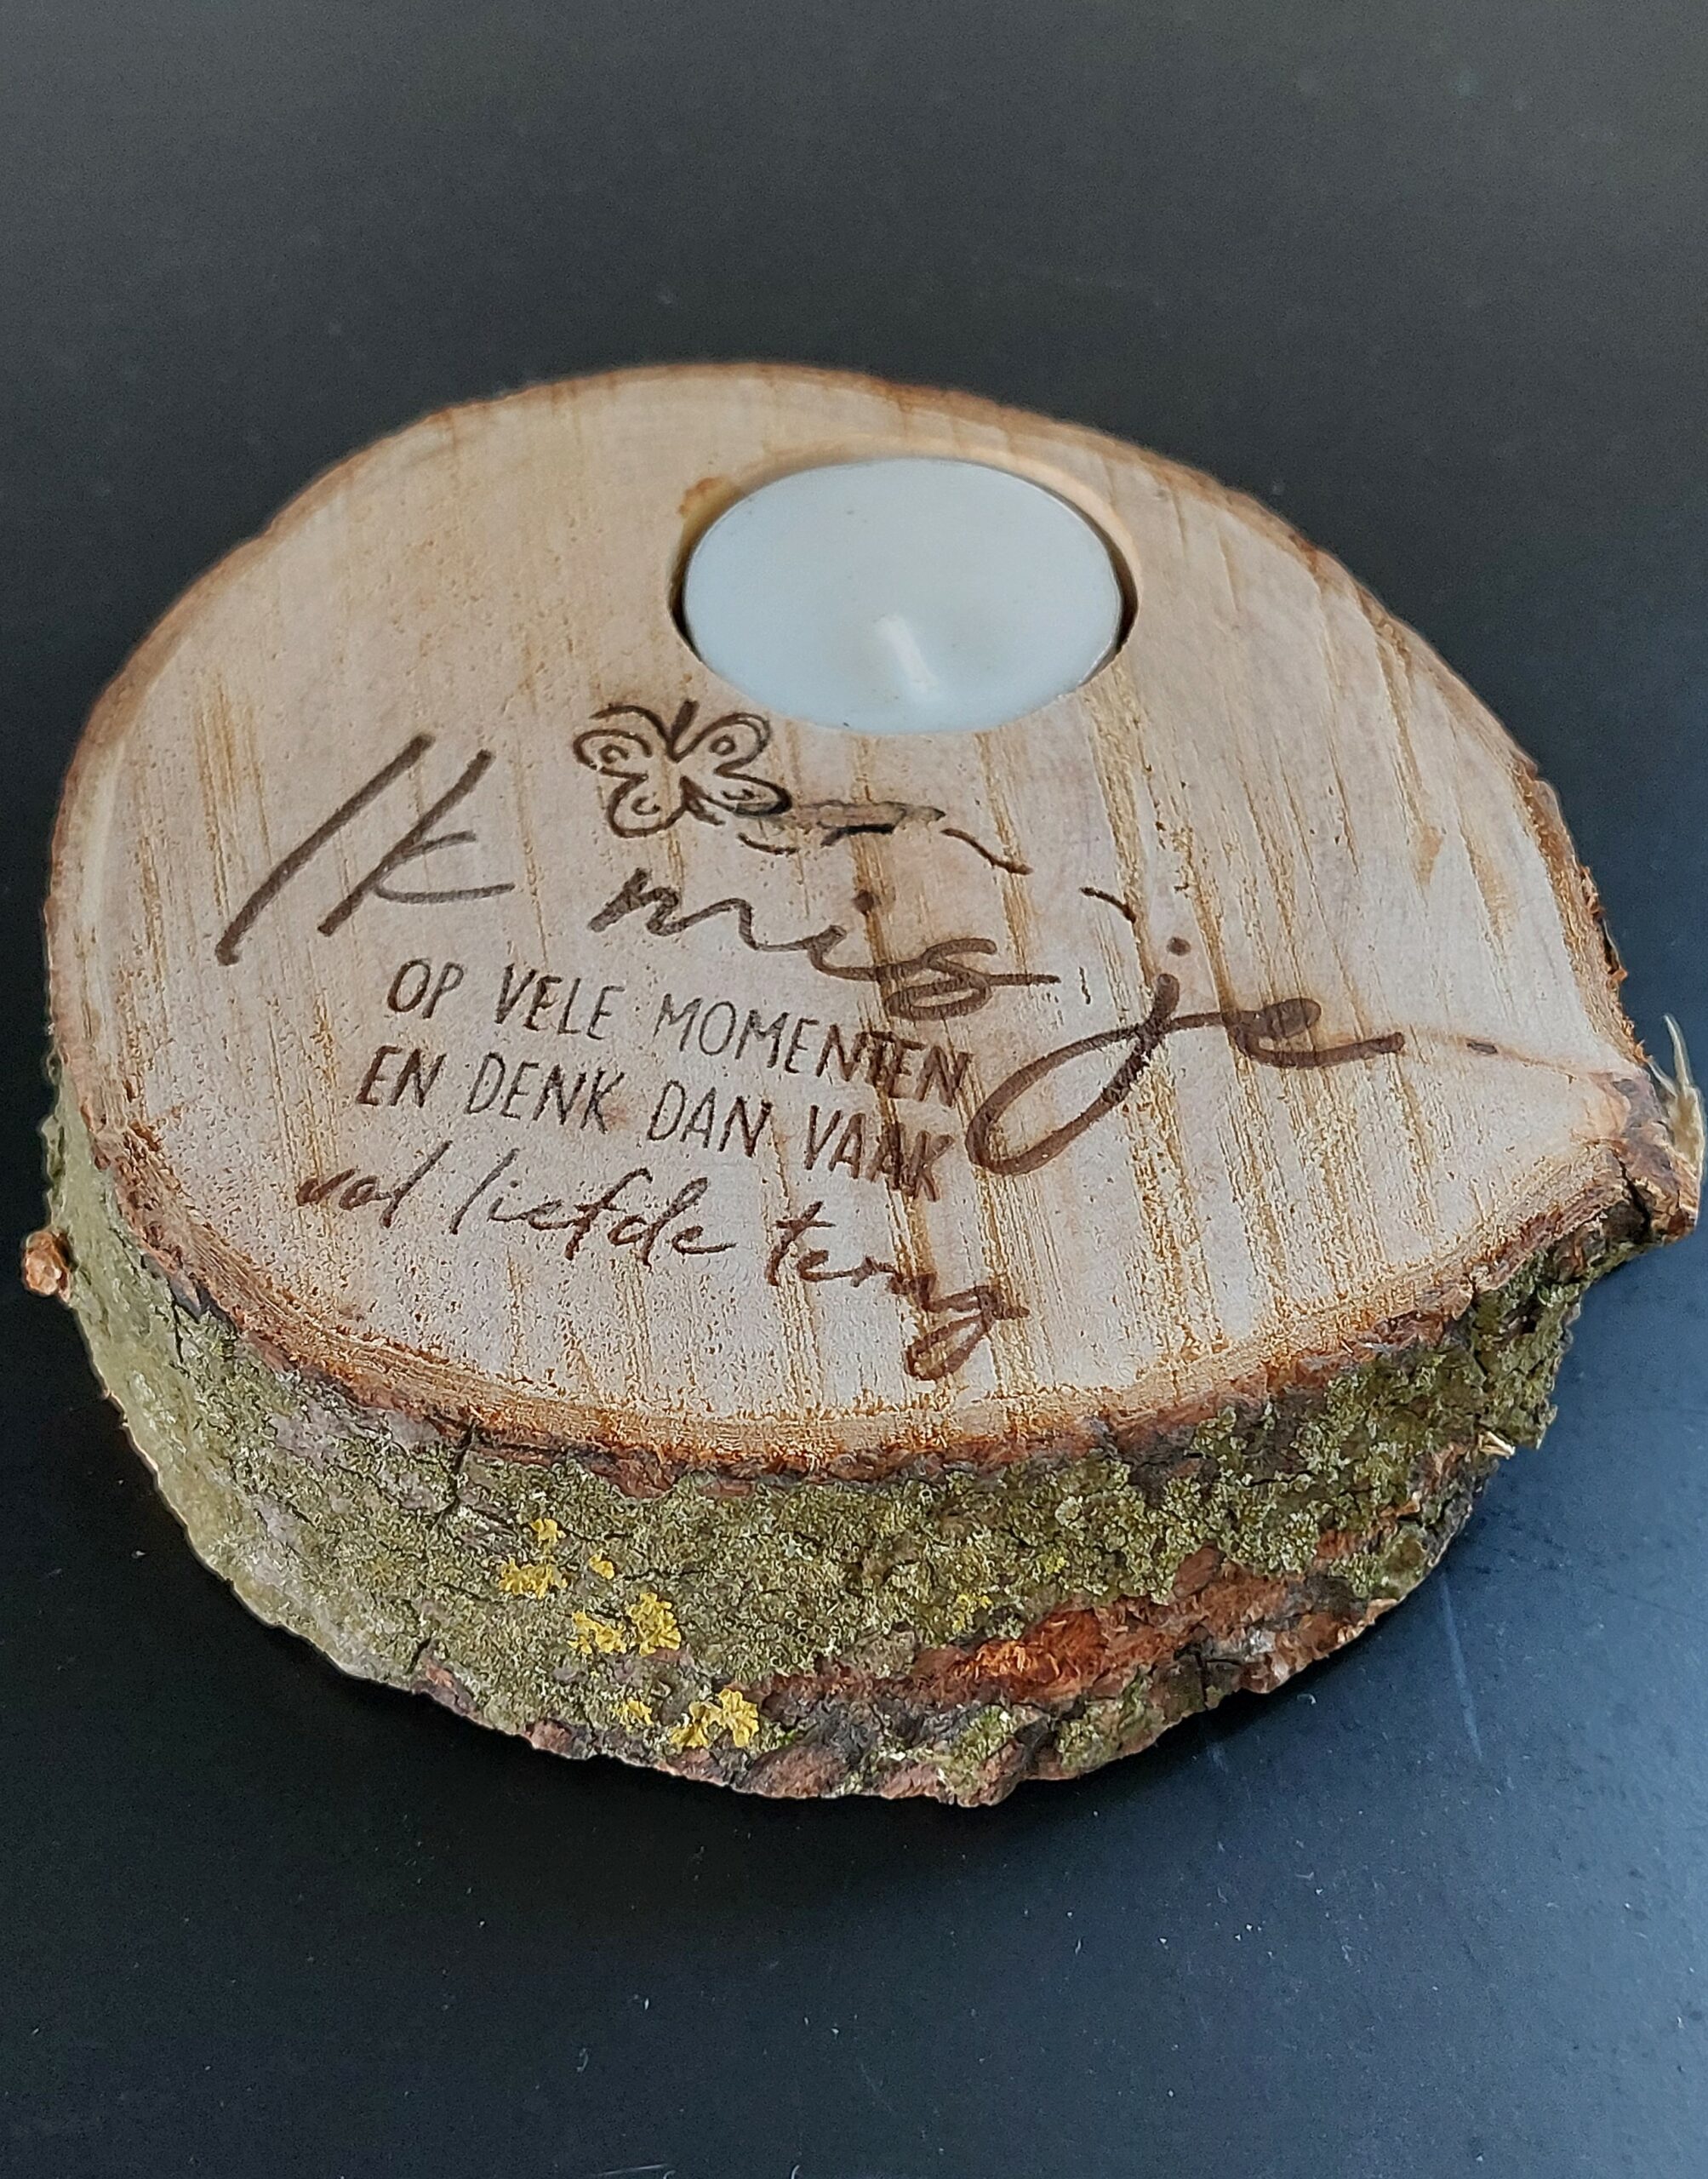 Ik mis je
OP VELE MOMENTEN
EN DENK DAN VAAK
vol liefde terug